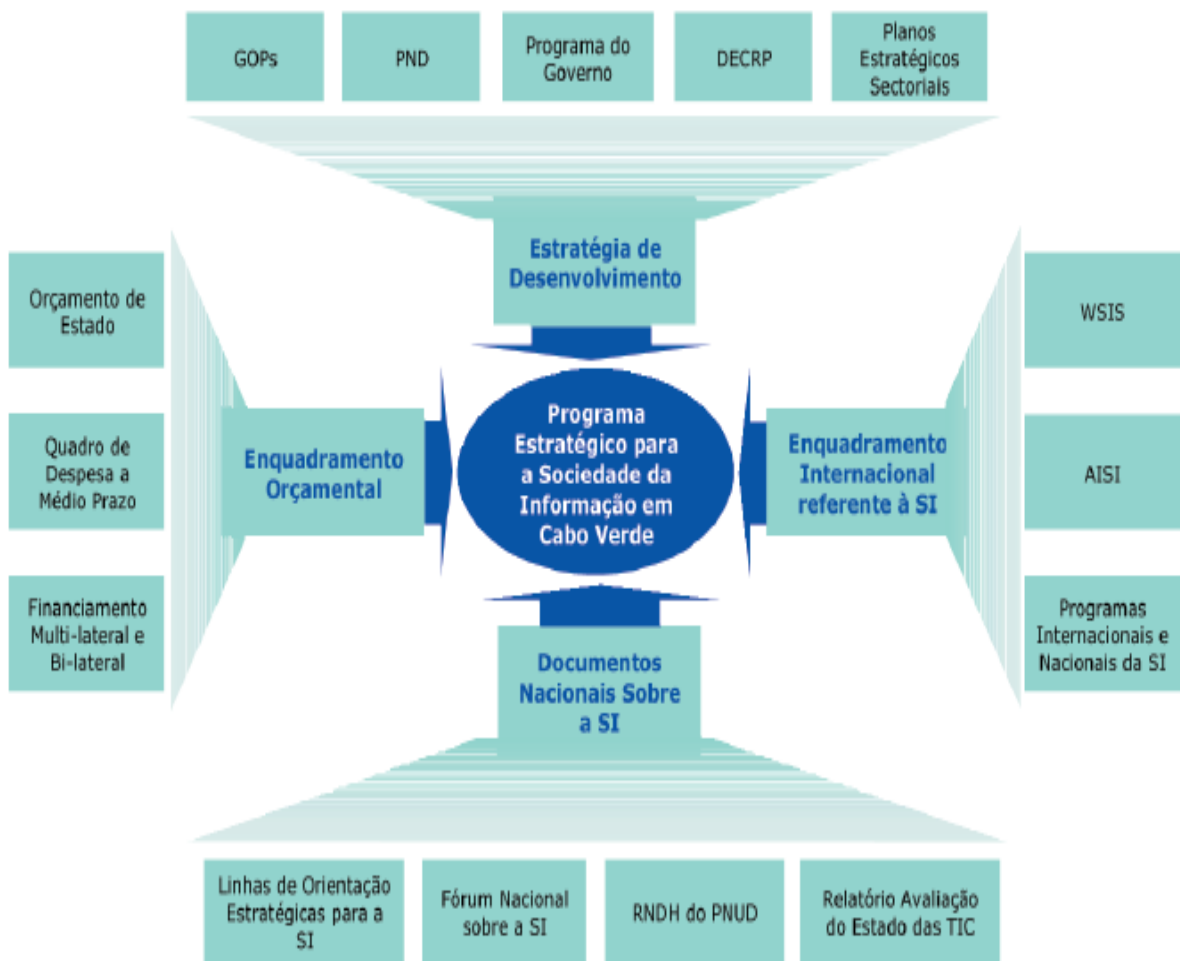 GOPs
PND
Programa do
Governo
DECRP
Planos
Estratégicos
Sectoriais
Estratégia de
Desenvolvimento
Orçamento de
Estado
Quadro de
Despesa a
Médio Prazo
Financiamento
Multi-lateral e
Bi-lateral
Enquadramento
Orçamental
Programa
Estratégico para
a Sociedade da
Informação em
Cabo Verde
Enquadramento
Internacional
referente à SI
WSIS
AISI
Programas
Internacionais e
Nacionais da SI
Documentos
Nacionais Sobre
a SI
Linhas de Orientação
Estratégicas para a
SI
Fórum Nacional
sobre a SI
RNDH do PNUD
Relatório Avaliação
do Estado das TIC